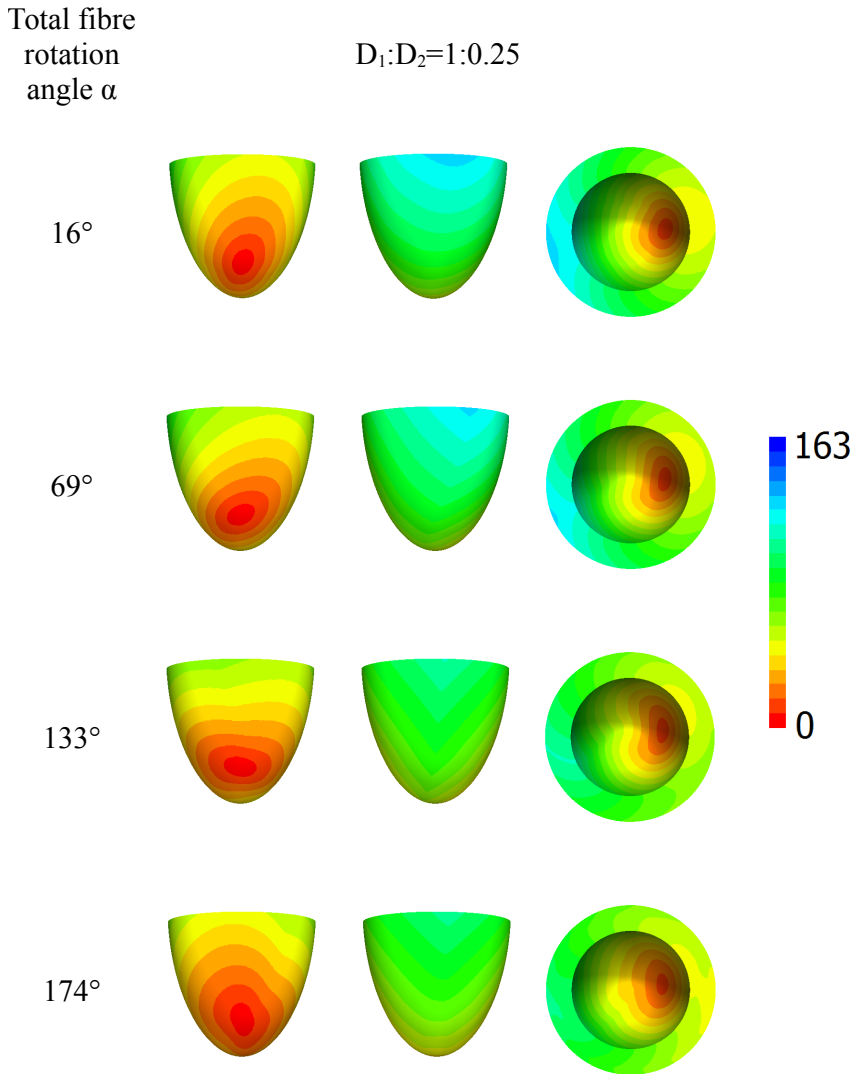 Total fibre
rotation
angle α
D₁:D₂=1:0.25
16°
69°
163
133°
0
174°